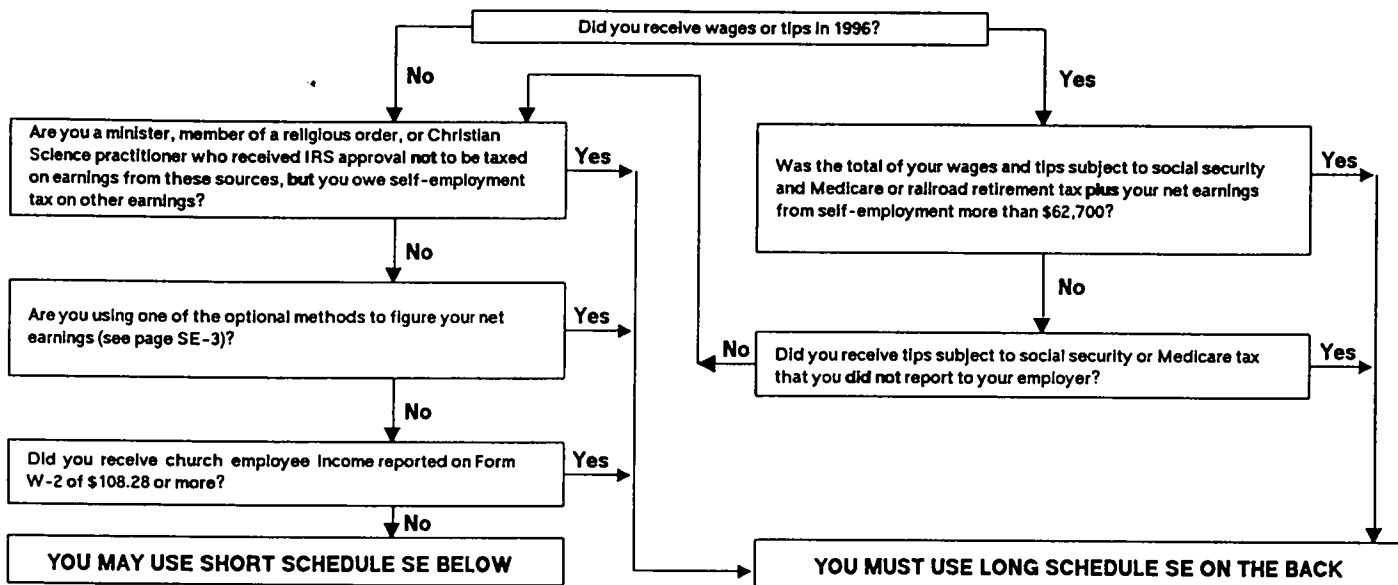 Did you receive wages or tips in 1996?
No
Yes
Are you a minister, member of a religious order, or Christian
Science practitioner who received IRS approval not to be taxed
on earnings from these sources, but you owe self-employment
tax on other earnings?
Yes
Was the total of your wages and tips subject to social security
and Medicare or railroad retirement tax plus your net earnings
from self-employment more than $62,700?
Yes
No
No
Are you using one of the optional methods to figure your net
earnings (see page SE-3)?
Yes
No
Did you receive tips subject to social security or Medicare tax
that you did not report to your employer?
Yes
No
Did you receive church employee income reported on Form
W-2 of $108.28 or more?
Yes
No
YOU MAY USE SHORT SCHEDULE SE BELOW
YOU MUST USE LONG SCHEDULE SE ON THE BACK